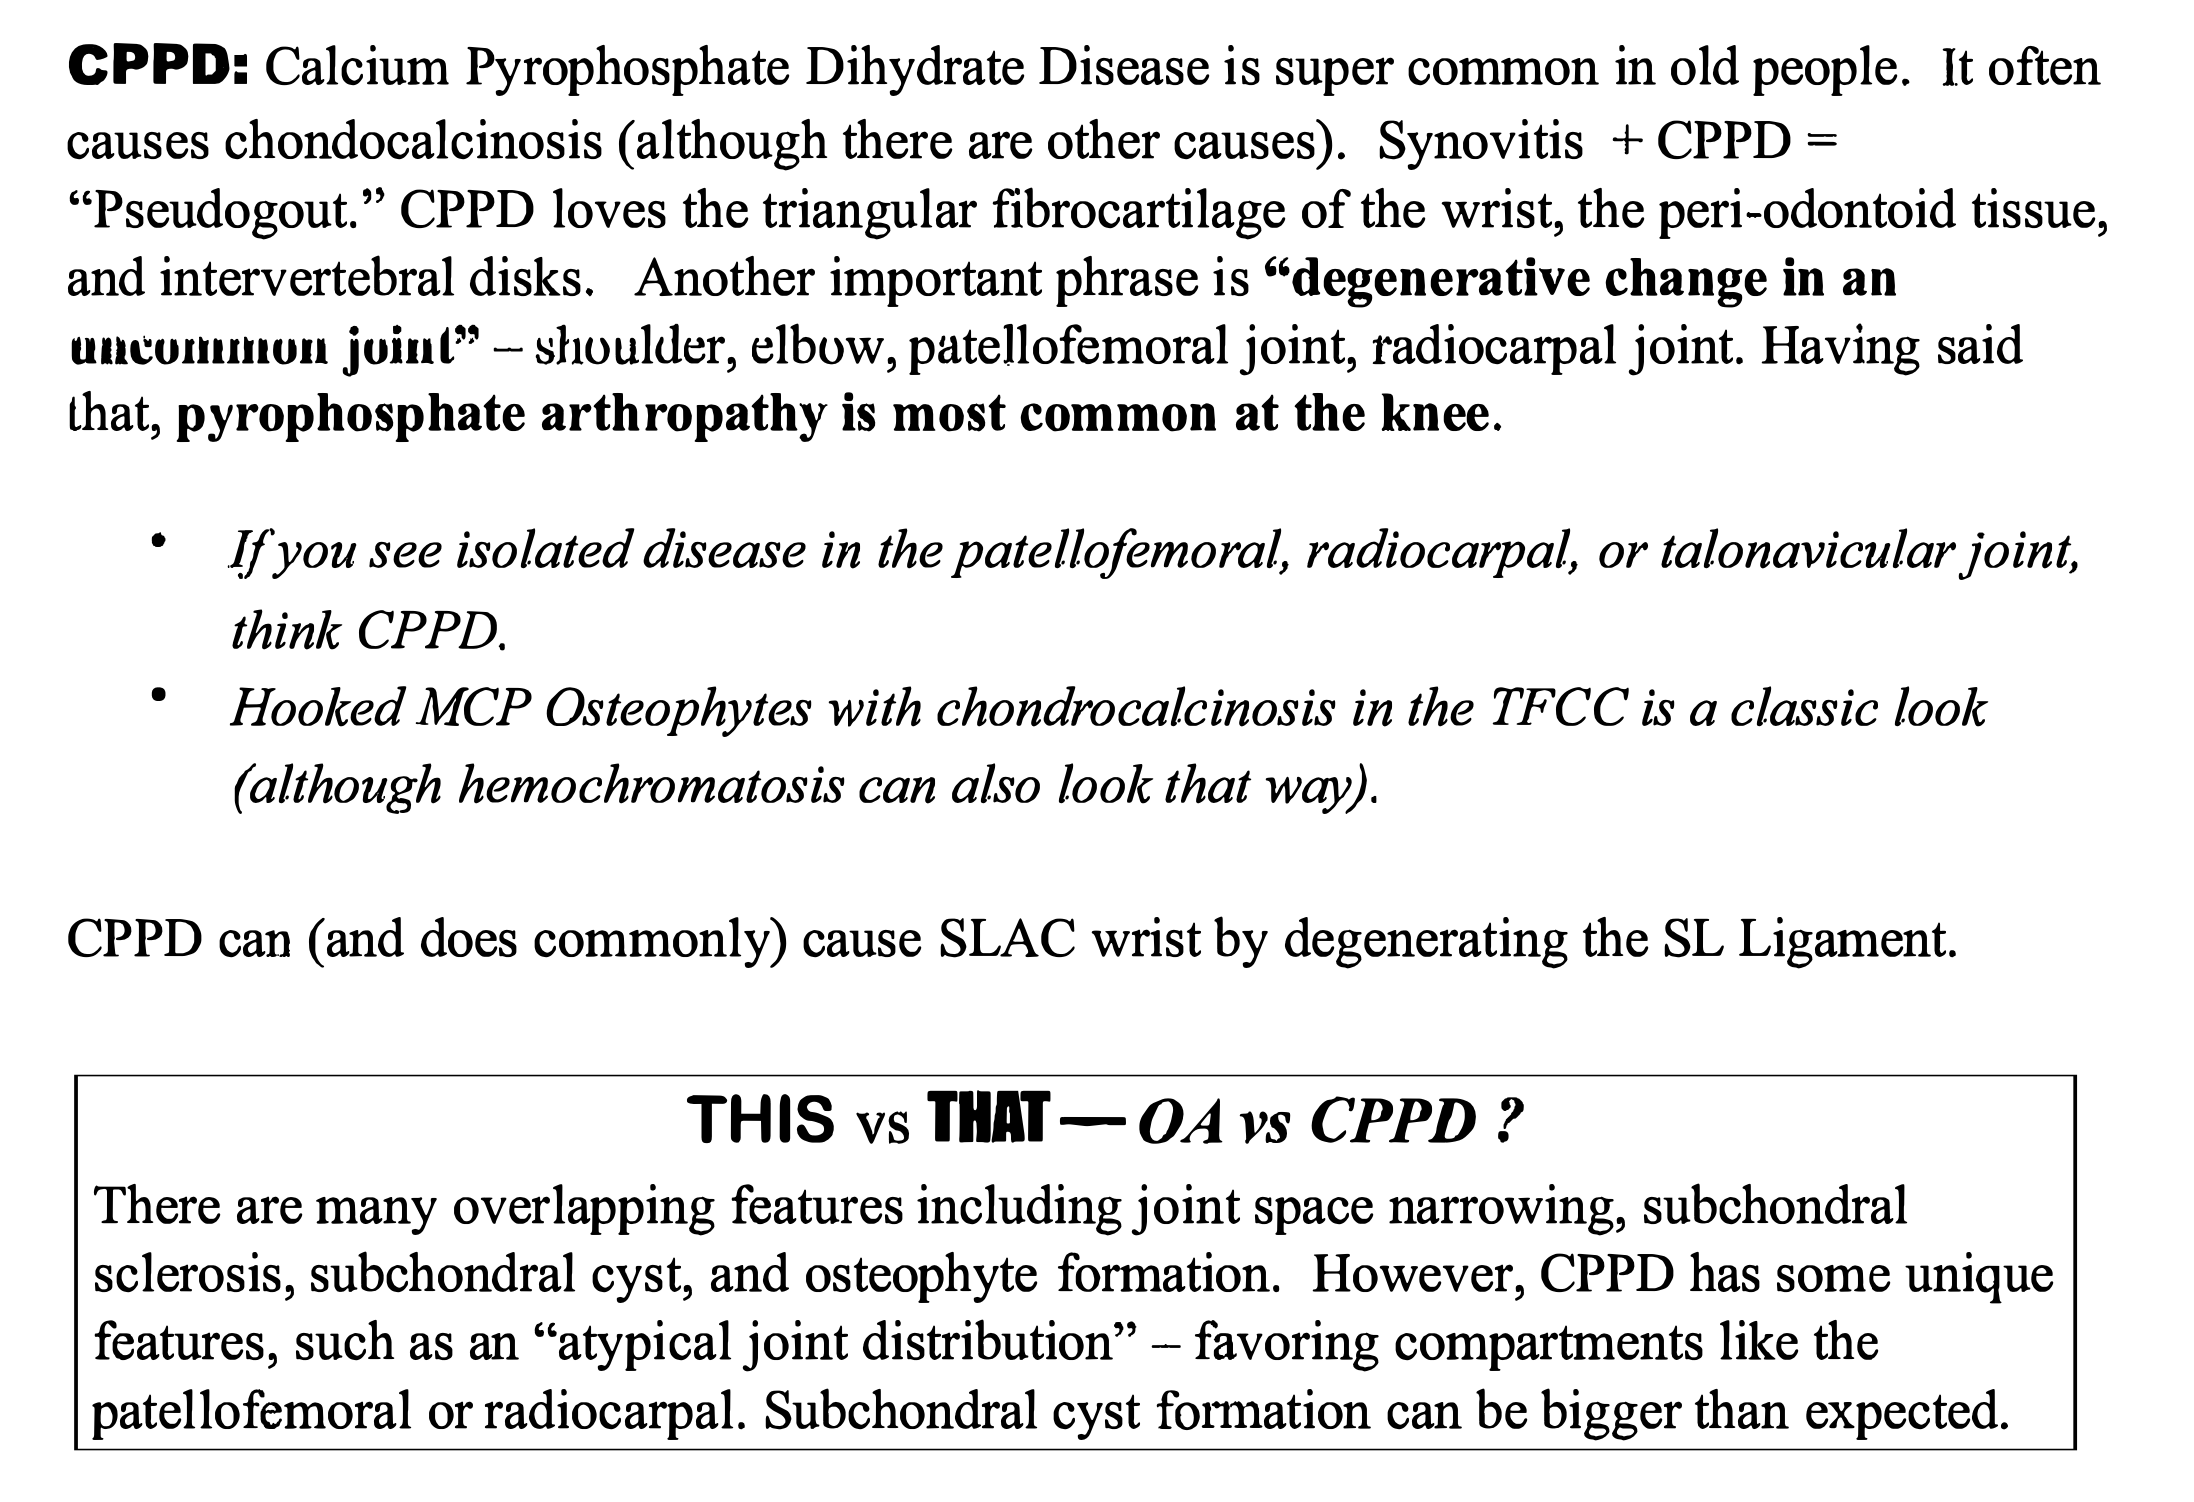 CPPD: Calcium Pyrophosphate Dihydrate Disease is super common in old people. It often
causes chondocalcinosis (although there are other causes). Synovitis + CPPD =
“Pseudogout.” CPPD loves the triangular fibrocartilage of the wrist, the peri-odontoid tissue,
and intervertebral disks. Another important phrase is “degenerative change in an
uncommon joint” – shoulder, elbow, patellofemoral joint, radiocarpal joint. Having said
that, pyrophosphate arthropathy is most common at the knee.
• If you see isolated disease in the patellofemoral, radiocarpal, or talonavicular joint,
think CPPD.
• Hooked MCP Osteophytes with chondrocalcinosis in the TFCC is a classic look
(although hemochromatosis can also look that way).
CPPD can (and does commonly) cause SLAC wrist by degenerating the SL Ligament.
THIS vs THAT — OA vs CPPD ?
There are many overlapping features including joint space narrowing, subchondral
sclerosis, subchondral cyst, and osteophyte formation. However, CPPD has some unique
features, such as an “atypical joint distribution” – favoring compartments like the
patellofemoral or radiocarpal. Subchondral cyst formation can be bigger than expected.